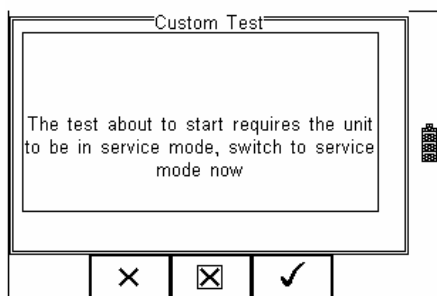 Custom Test
The test about to start requires the unit
to be in service mode, switch to service
mode now